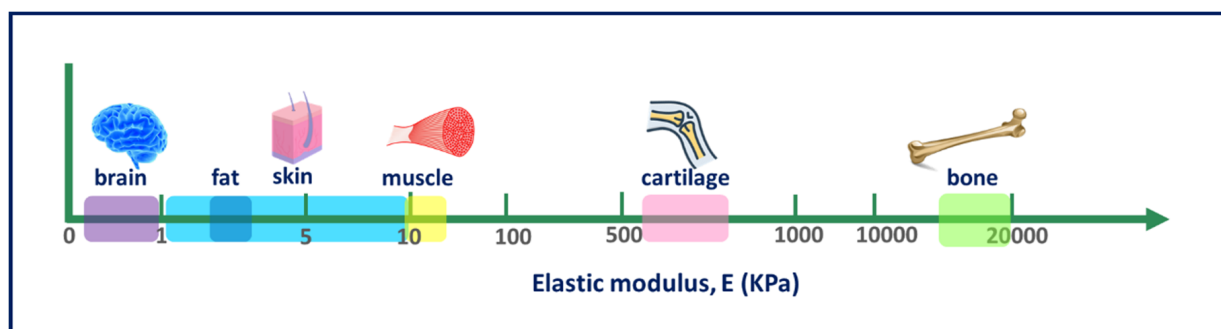 brain fat skin muscle cartilage bone
0 1 5 10 100 500 1000 10000 20000
Elastic modulus, E (KPa)